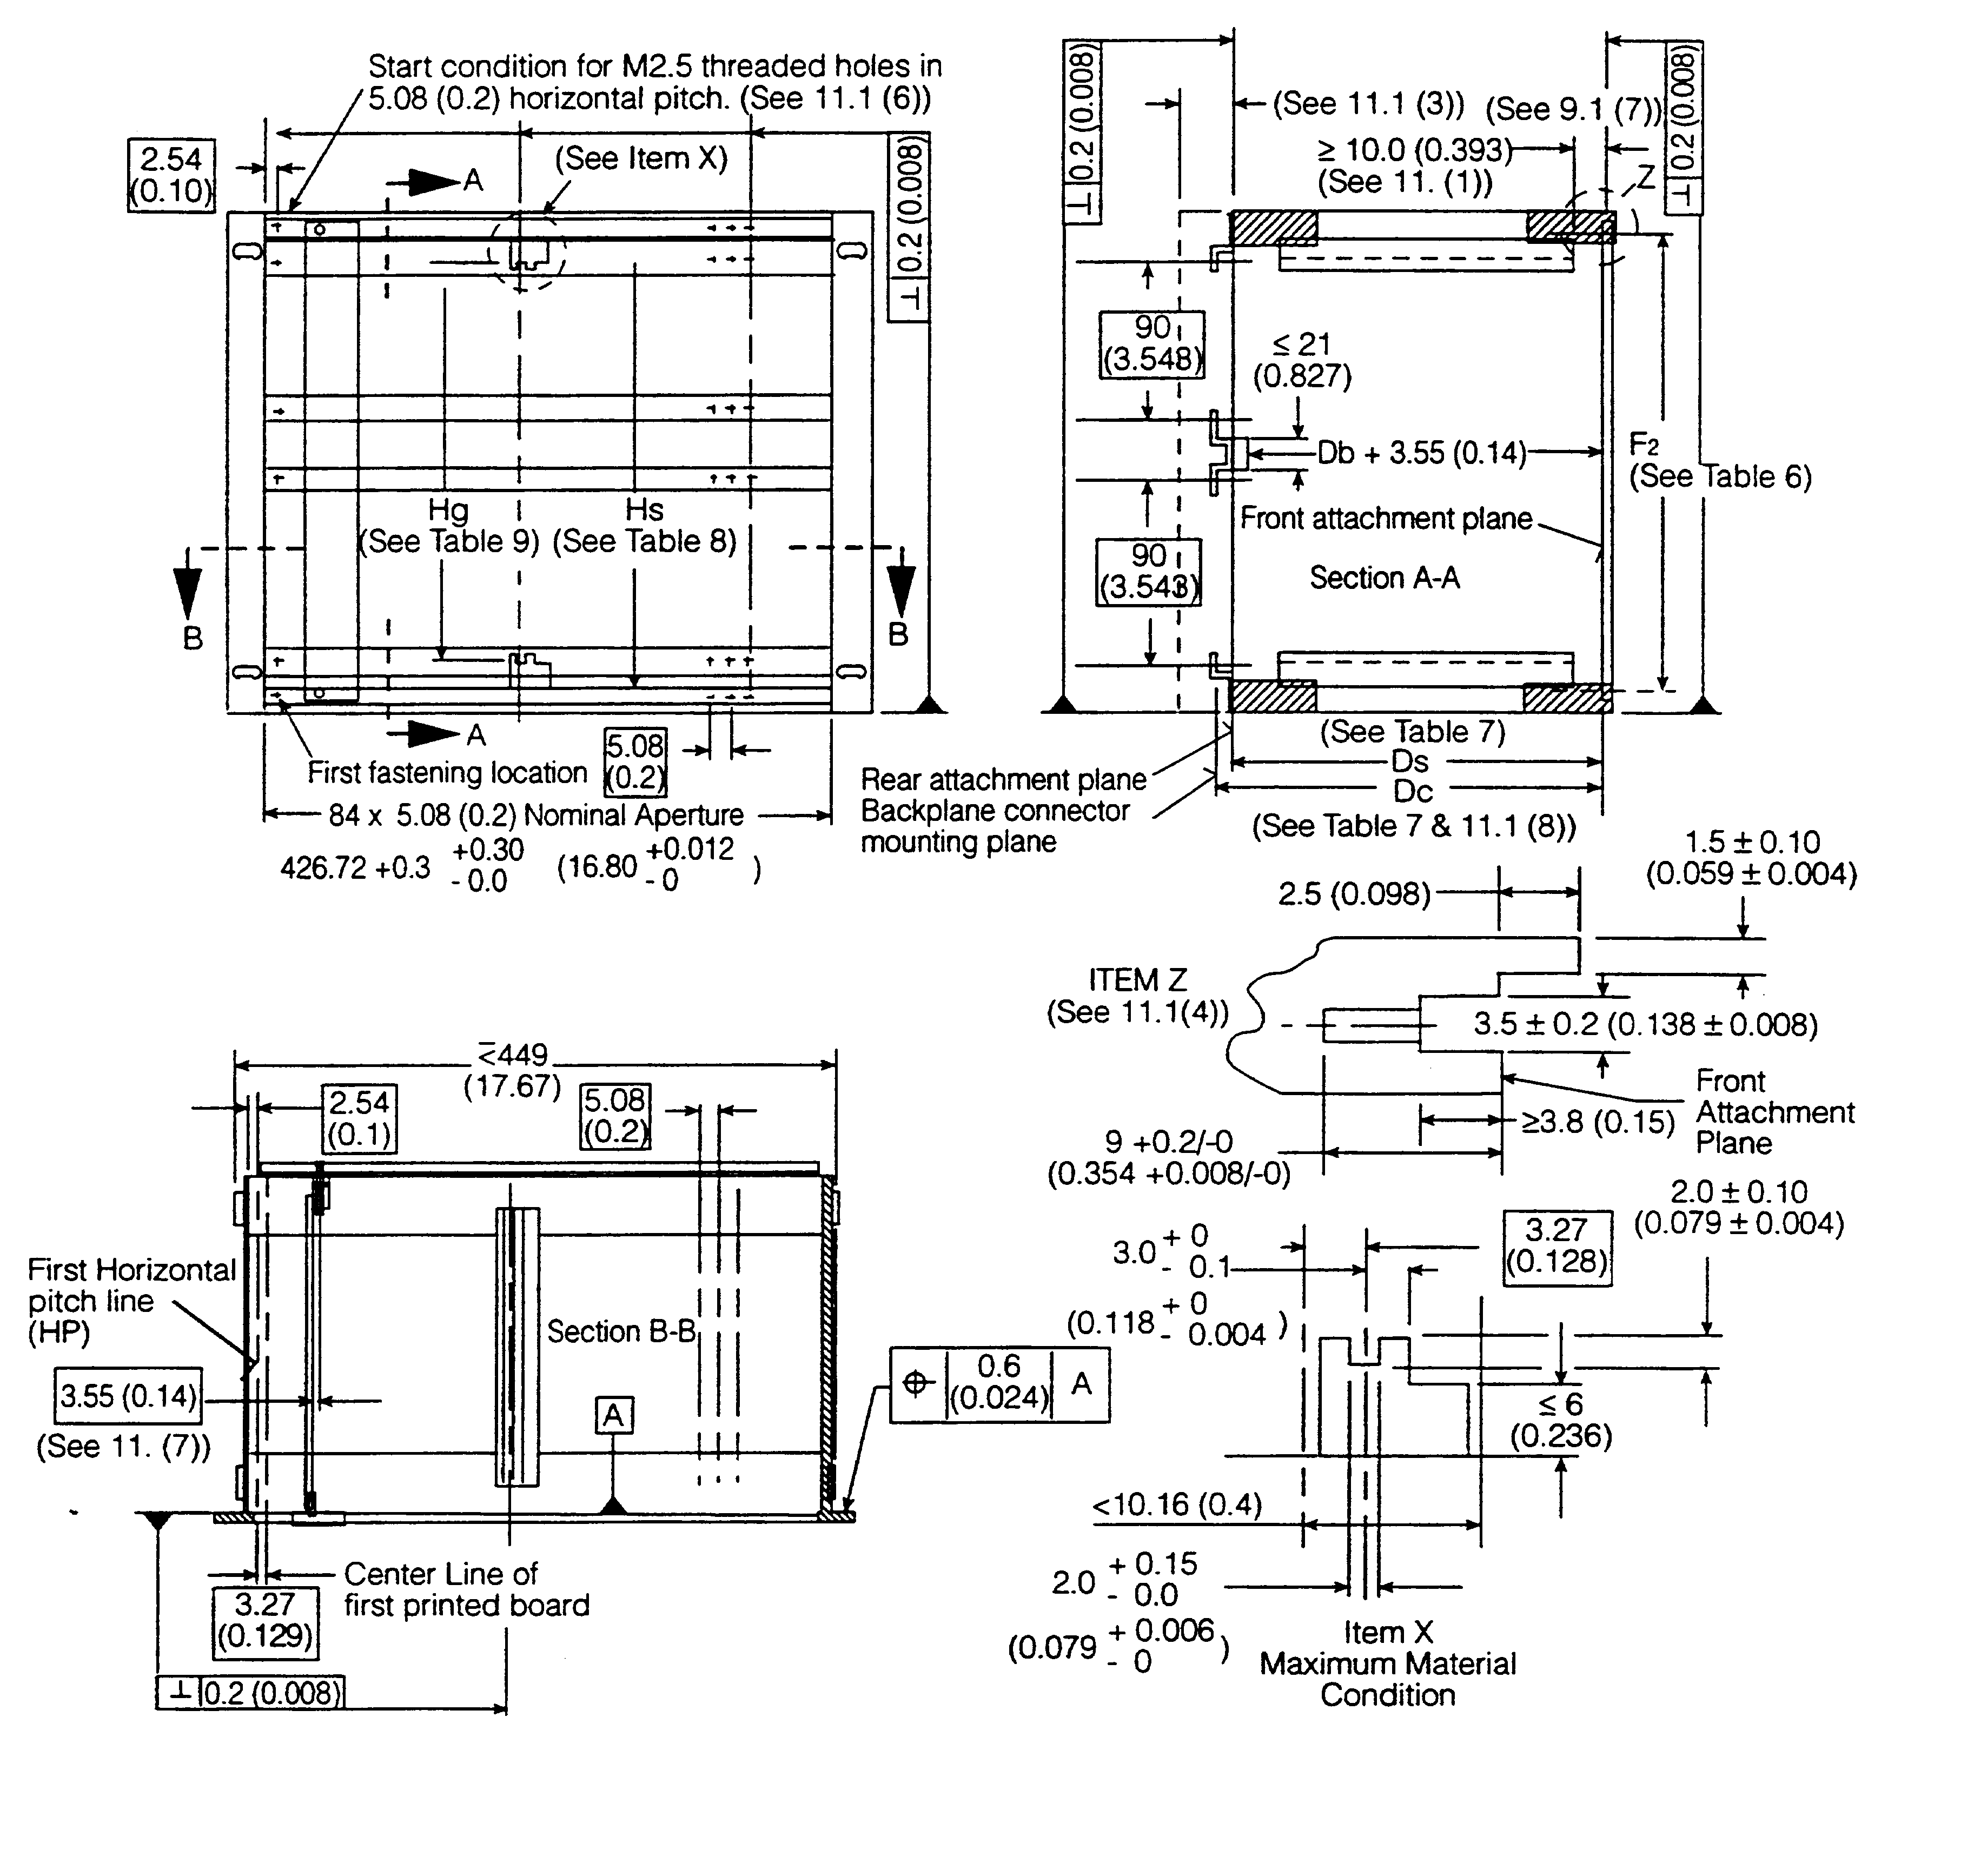 Start condition for M2.5 threaded holes in
5.08 (0.2) horizontal pitch. (See 11.1 (6))
2.54
(0.10)
A
(See Item X)
⊥ 0.2 (0.008)
Hg
(See Table 9)
Hs
(See Table 8)
B
B
A
First fastening location
5.08
(0.2)
84 x 5.08 (0.2) Nominal Aperture
426.72 +0.3 +0.30
- 0.0
(16.80 +0.012
- 0 )
⊥ 0.2 (0.008)
(See 11.1 (3))
(See 9.1 (7))
≥ 10.0 (0.393)
(See 11. (1))
Z
⊥ 0.2 (0.008)
90
(3.548)
≤ 21
(0.827)
Db + 3.55 (0.14)
F2
(See Table 6)
Front attachment plane
90
(3.543)
Section A-A
(See Table 7)
Ds
Dc
(See Table 7 & 11.1 (8))
Rear attachment plane
Backplane connector
mounting plane
1.5 ± 0.10
(0.059 ± 0.004)
2.5 (0.098)
ITEM Z
(See 11.1(4))
3.5 ± 0.2 (0.138 ± 0.008)
Front
Attachment
Plane
≥3.8 (0.15)
9 +0.2/-0
(0.354 +0.008/-0)
≤449
(17.67)
2.54
(0.1)
5.08
(0.2)
First Horizontal
pitch line
(HP)
Section B-B
3.55 (0.14)
(See 11. (7))
A
⌖ 0.6
(0.024) A
Center Line of
first printed board
3.27
(0.129)
⊥ 0.2 (0.008)
2.0 ± 0.10
(0.079 ± 0.004)
3.27
(0.128)
3.0 + 0
- 0.1
(0.118 + 0
- 0.004 )
≤ 6
(0.236)
<10.16 (0.4)
2.0 + 0.15
- 0.0
(0.079 + 0.006
- 0 )
Item X
Maximum Material
Condition